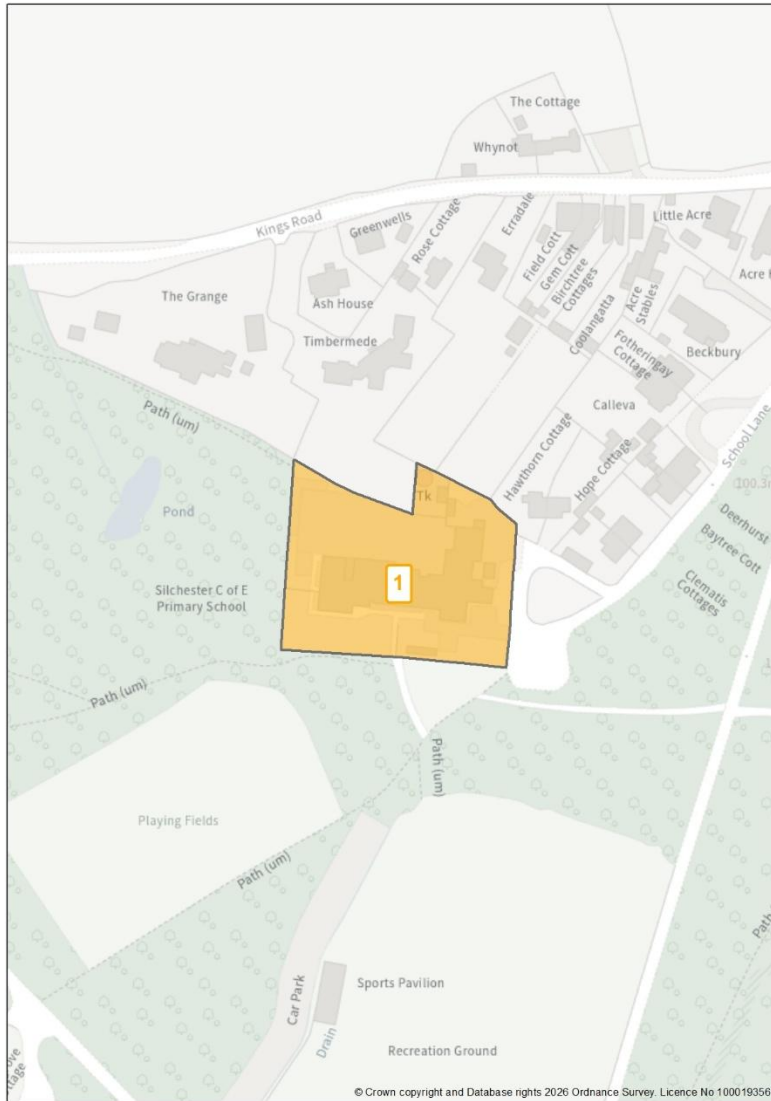 The Cottage
Whynot
Kings Road
Greenwells
Rose Cottage
Erradale
Field Cott
Gem Cott
Birchtree
Cottages
Little Acre
Coolangatta
Acre
Stables
The Grange
Ash House
Timbermede
Fotheringay
Cottage
Beckbury
Calleva
Path (um)
Hawthorn Cottage
Hope Cottage
School Lane
Tk
Pond
Deerhurst
Baytree Cott
Clematis
Cottages
Silchester C of E
Primary School
1
Path (um)
Path (um)
Playing Fields
Path (um)
Car Park
Sports Pavilion
Drain
Recreation Ground
© Crown copyright and Database rights 2026 Ordnance Survey. Licence No 100019356